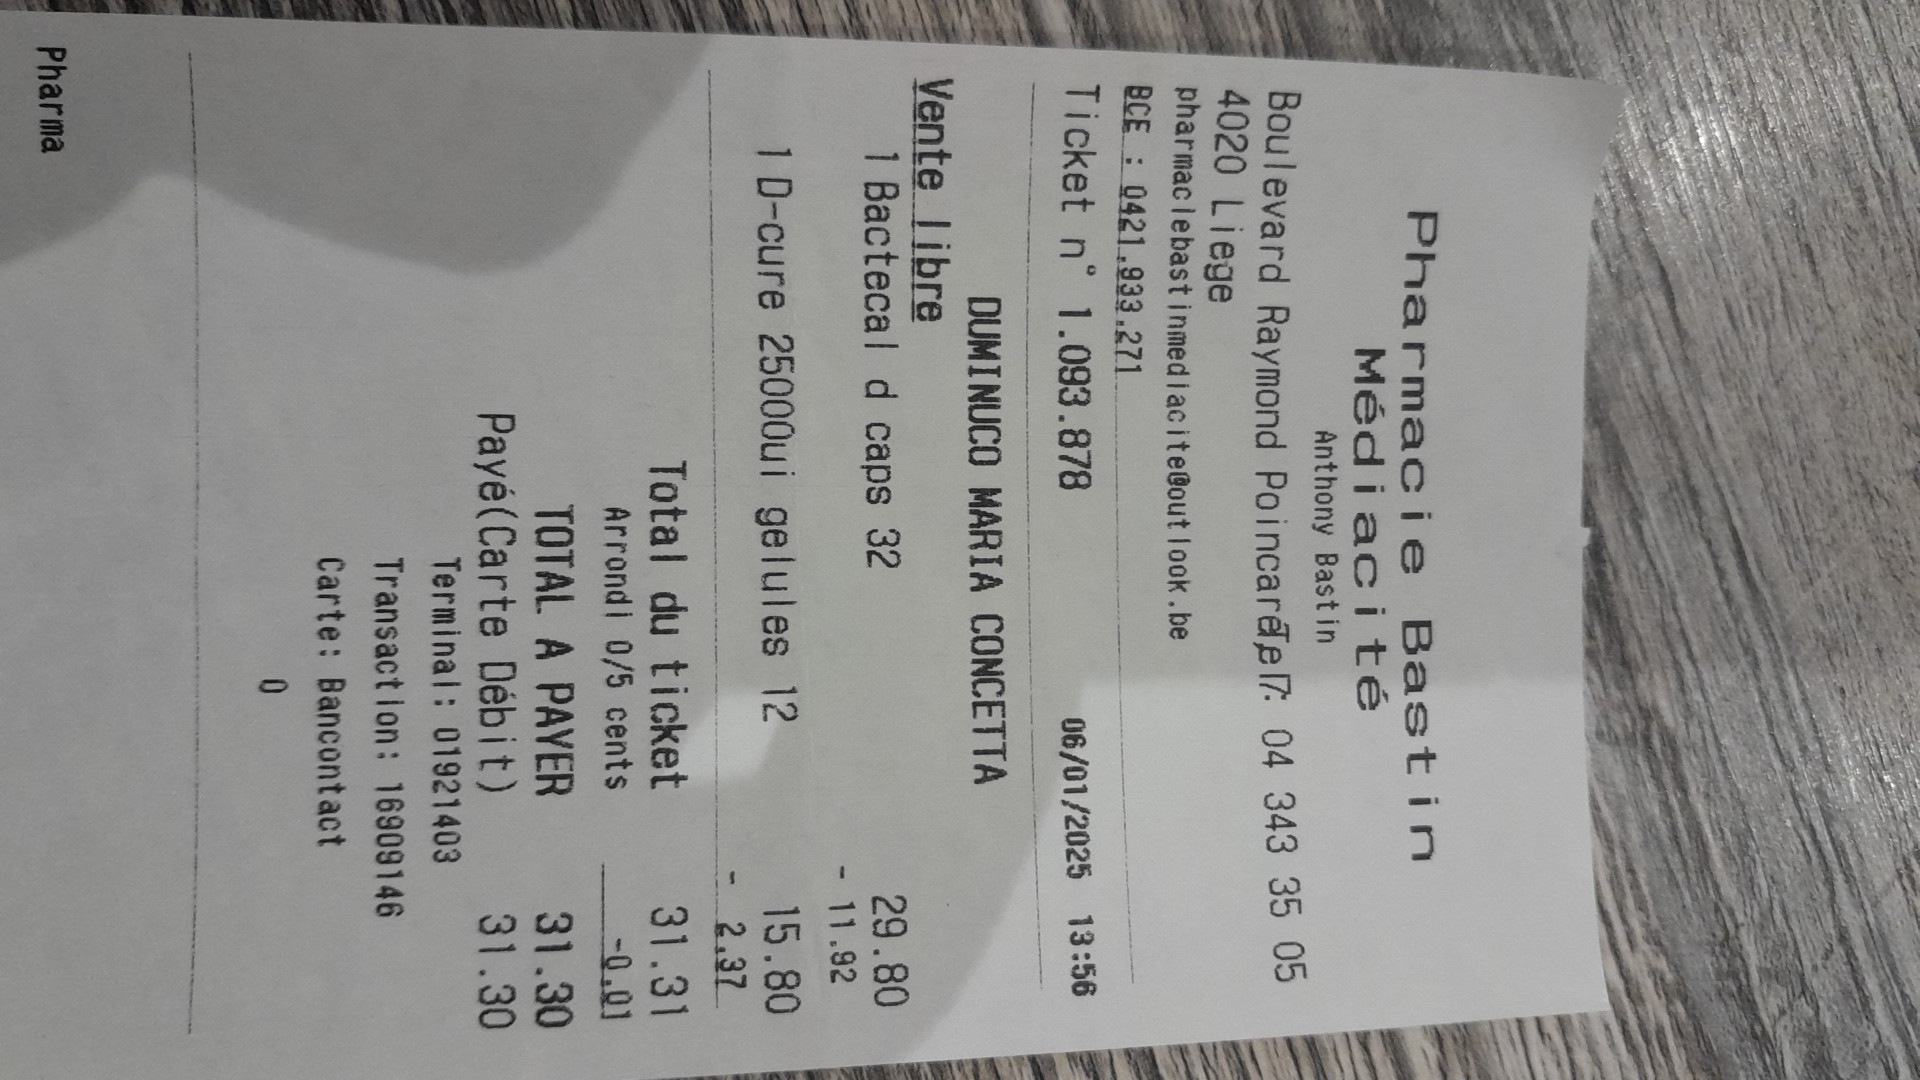 Pharmacie Bastin
Médiacité
Anthony Bastin
Boulevard Raymond Poincaré, 7 Tel: 04 343 35 05
4020 Liege
pharmaciebastinmediacite@outlook.be
BCE : 0421.933.271
Ticket n° 1.093.878 06/01/2025 13:56
DUMINUCO MARIA CONCETTA
Vente libre
1 Bactecal d caps 32 29.80
- 11.92
1 D-cure 25000ui gelules 12 15.80
- 2.37
Total du ticket 31.31
Arrondi 0/5 cents -0.01
TOTAL A PAYER 31.30
Payé(Carte Débit) 31.30
Terminal: 01921403
Transaction: 16909146
Carte: Bancontact
0
Pharma